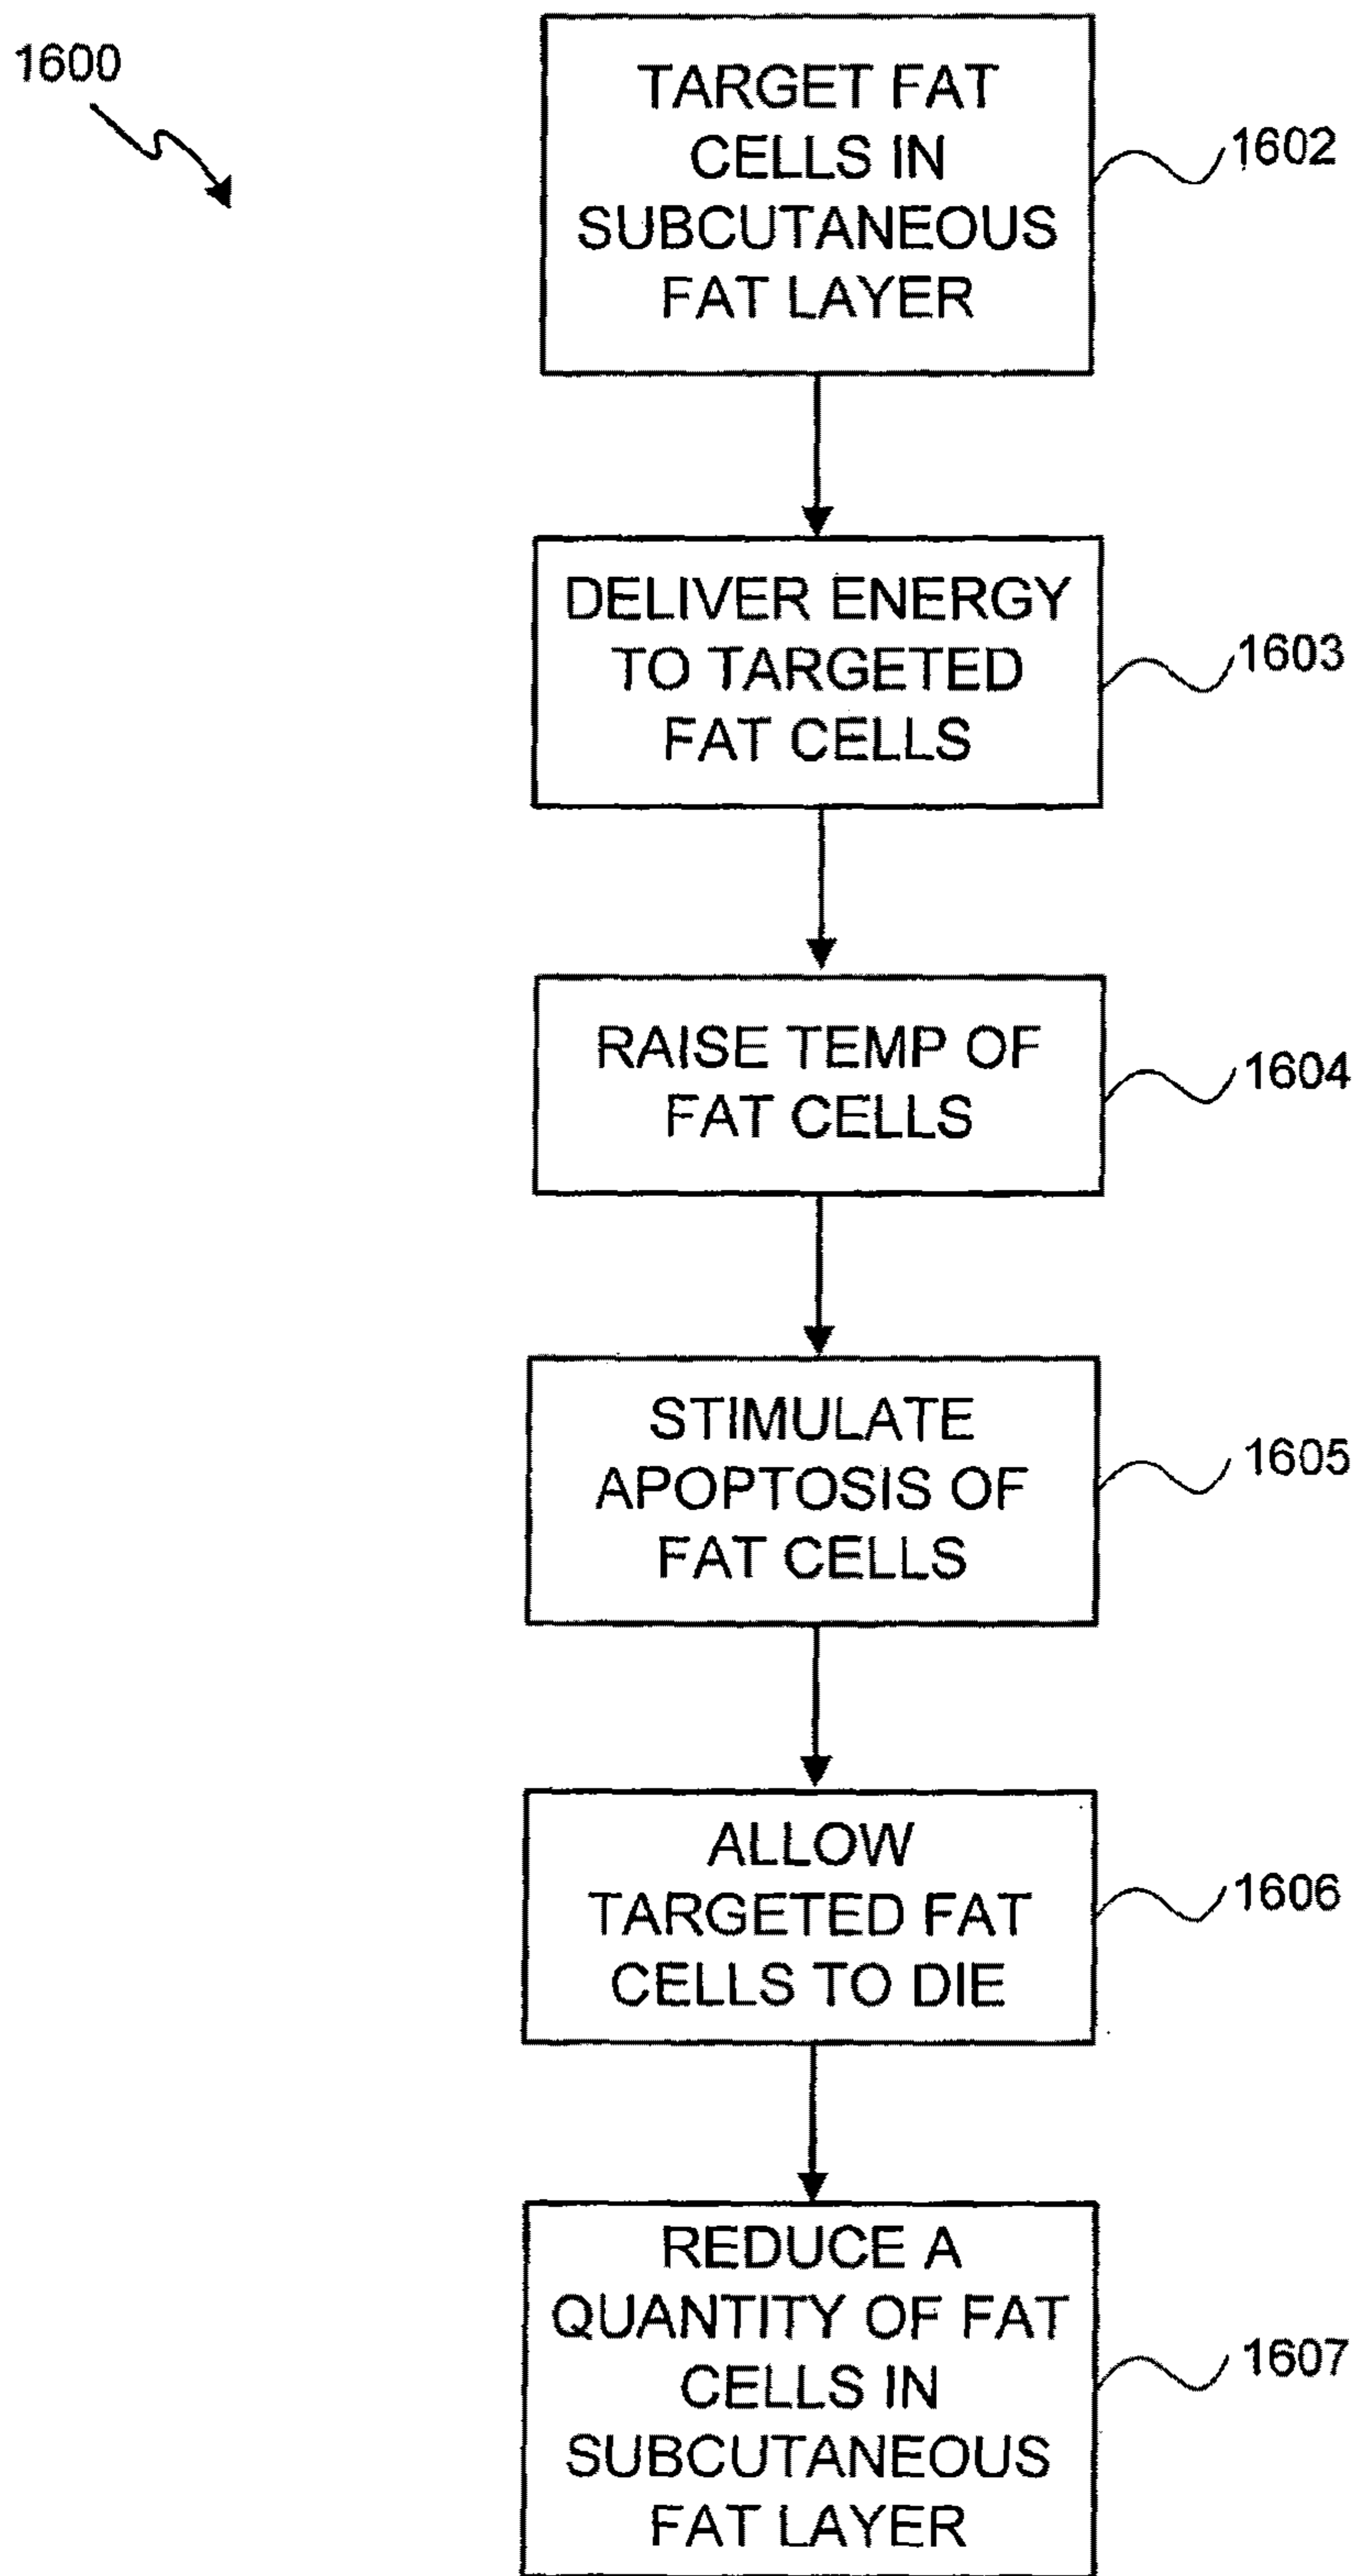 1600
TARGET FAT
CELLS IN
SUBCUTANEOUS
FAT LAYER
1602
DELIVER ENERGY
TO TARGETED
FAT CELLS
1603
RAISE TEMP OF
FAT CELLS
1604
STIMULATE
APOPTOSIS OF
FAT CELLS
1605
ALLOW
TARGETED FAT
CELLS TO DIE
1606
REDUCE A
QUANTITY OF FAT
CELLS IN
SUBCUTANEOUS
FAT LAYER
1607